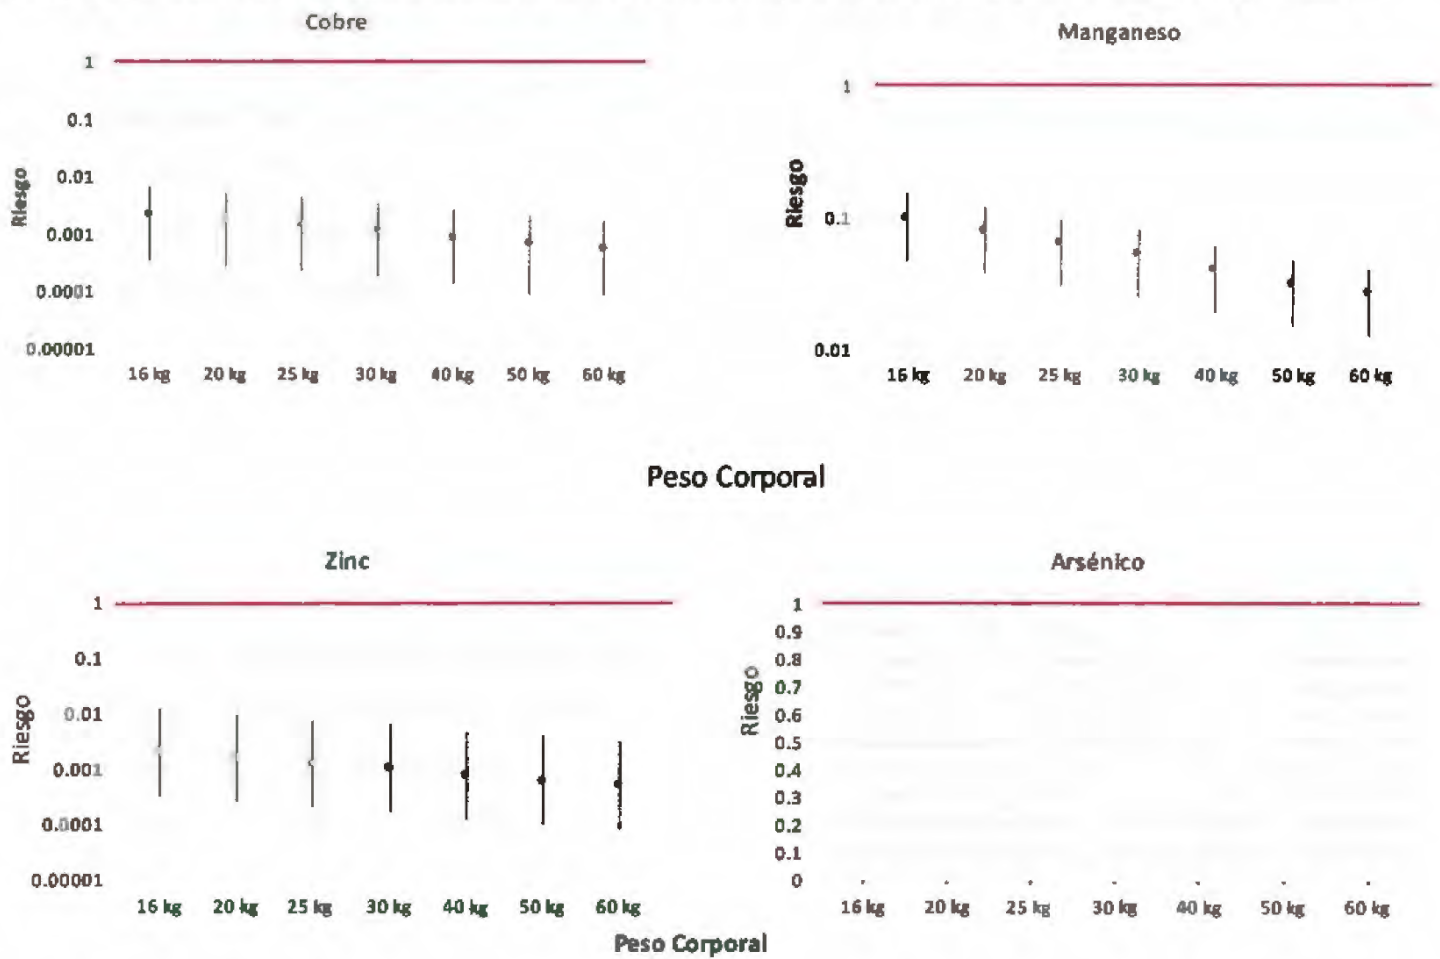 Cobre
1
0.1
0.01
0.001
0.0001
0.00001
Riesgo
16 kg 20 kg 25 kg 30 kg 40 kg 50 kg 60 kg
Manganeso
1
0.1
0.01
Riesgo
16 kg 20 kg 25 kg 30 kg 40 kg 50 kg 60 kg
Peso Corporal
Zinc
1
0.1
0.01
0.001
0.0001
0.00001
Riesgo
16 kg 20 kg 25 kg 30 kg 40 kg 50 kg 60 kg
Arsénico
1
0.9
0.8
0.7
0.6
0.5
0.4
0.3
0.2
0.1
0
Riesgo
16 kg 20 kg 25 kg 30 kg 40 kg 50 kg 60 kg
Peso Corporal